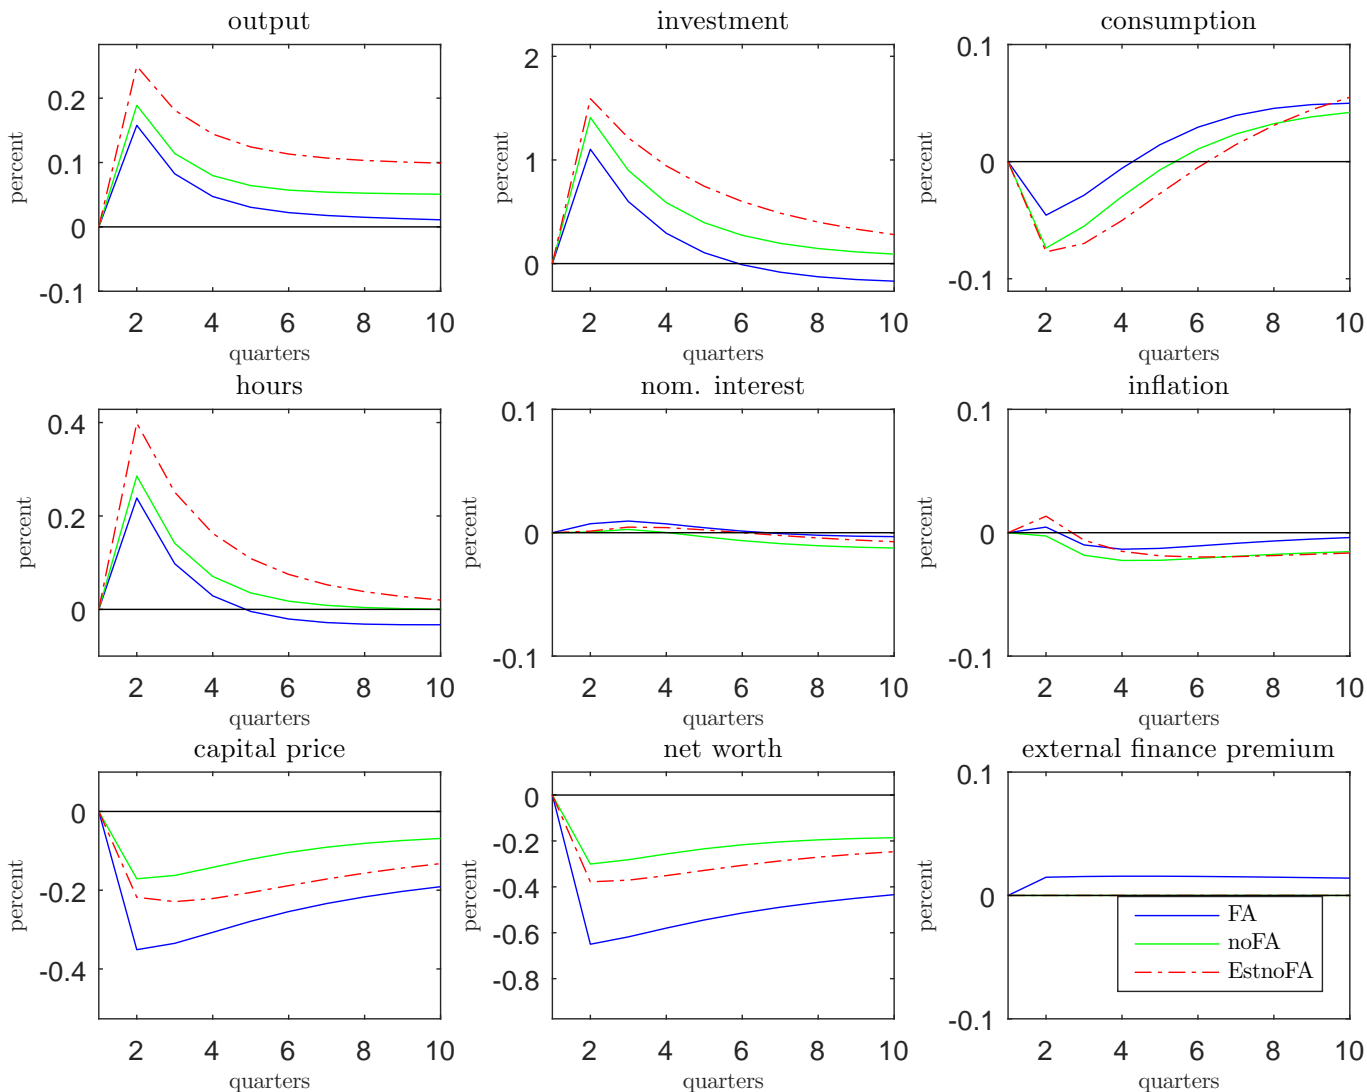 output
investment
consumption
percent
0.2
0.1
0
-0.1
2 4 6 8 10
quarters
percent
2
1
0
2 4 6 8 10
quarters
percent
0.1
0
-0.1
2 4 6 8 10
quarters
hours
nom. interest
inflation
percent
0.4
0.2
0
2 4 6 8 10
quarters
percent
0.1
0
-0.1
2 4 6 8 10
quarters
percent
0.1
0
-0.1
2 4 6 8 10
quarters
capital price
net worth
external finance premium
percent
0
-0.2
-0.4
2 4 6 8 10
quarters
percent
0
-0.2
-0.4
-0.6
-0.8
2 4 6 8 10
quarters
percent
0.1
0
-0.1
2 4 6 8 10
quarters
FA
noFA
EstnoFA